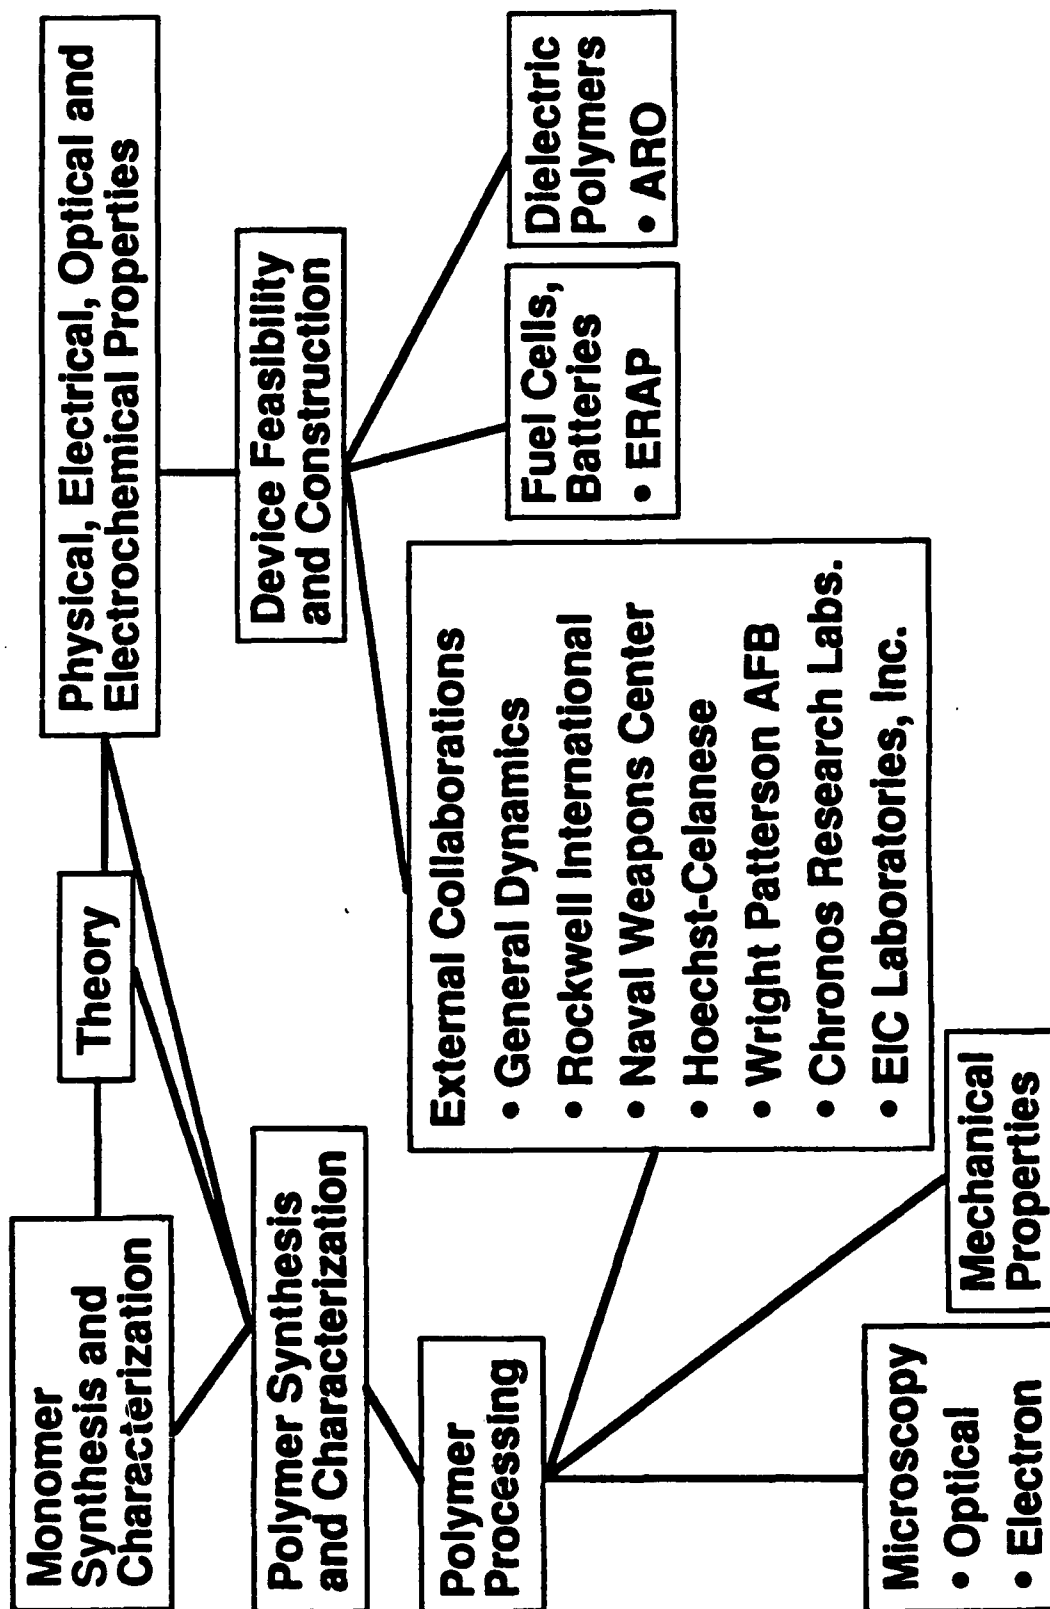 Monomer
Synthesis and
Characterization
Theory
Physical, Electrical, Optical and
Electrochemical Properties
Polymer Synthesis
and Characterization
Device Feasibility
and Construction
Polymer
Processing
External Collaborations
• General Dynamics
• Rockwell International
• Naval Weapons Center
• Hoechst-Celanese
• Wright Patterson AFB
• Chronos Research Labs.
• EIC Laboratories, Inc.
Fuel Cells,
Batteries
• ERAP
Dielectric
Polymers
• ARO
Microscopy
• Optical
• Electron
Mechanical
Properties